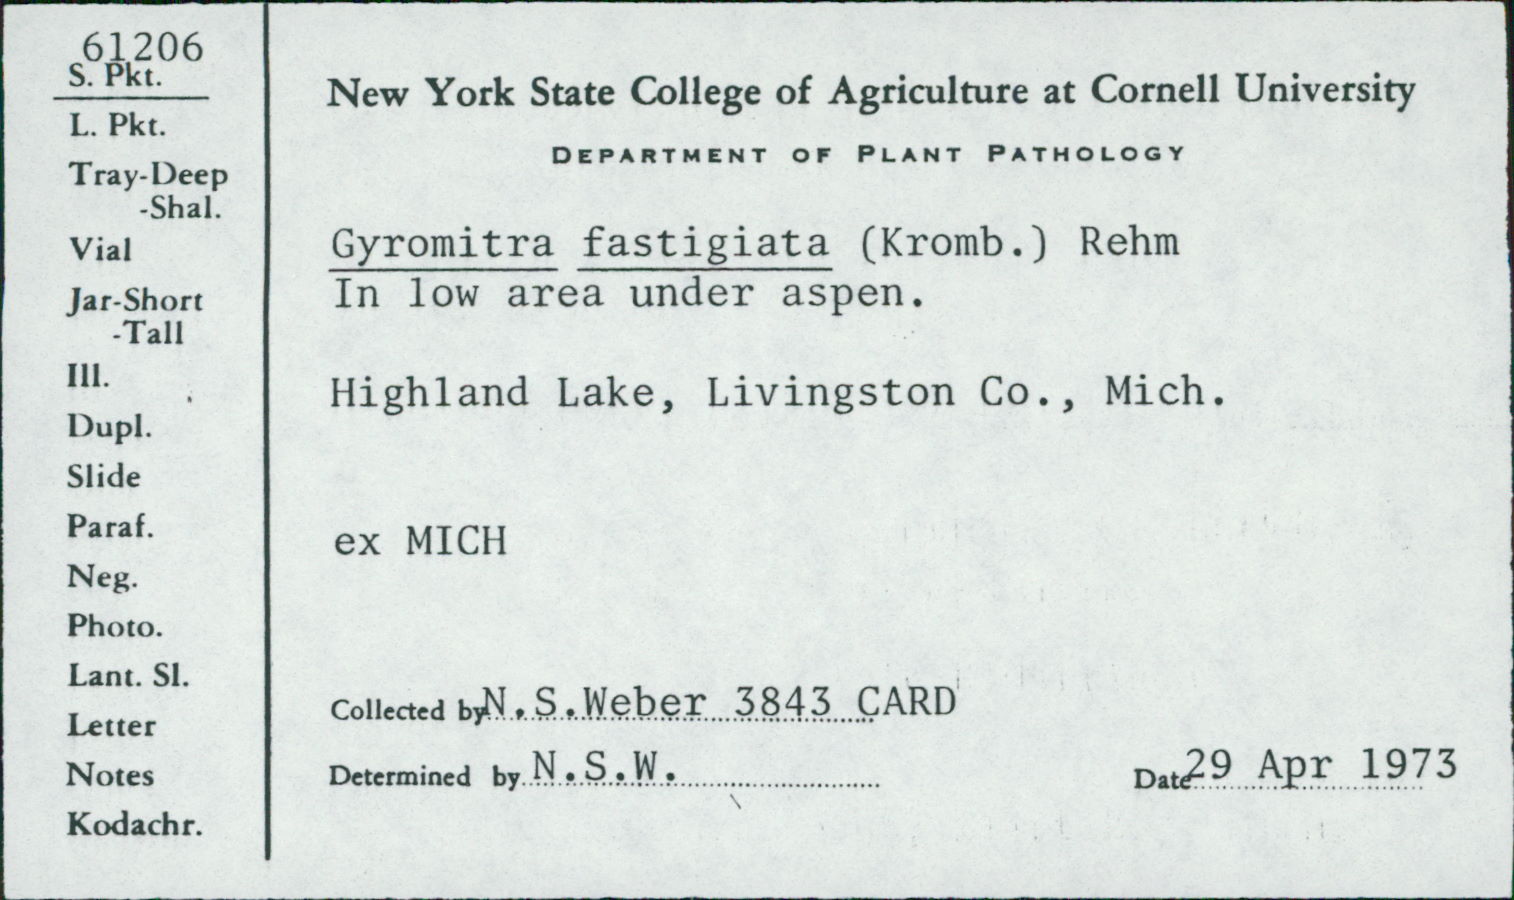 61206
S. Pkt.
L. Pkt.
Tray-Deep
-Shal.
Vial
Jar-Short
-Tall
Ill.
Dupl.
Slide
Paraf.
Neg.
Photo.
Lant. Sl.
Letter
Notes
Kodachr.
New York State College of Agriculture at Cornell University
DEPARTMENT OF PLANT PATHOLOGY
Gyromitra fastigiata (Kromb.) Rehm
In low area under aspen.
Highland Lake, Livingston Co., Mich.
ex MICH
Collected by N.S.Weber 3843 CARD
Determined by N.S.W.
Date 29 Apr 1973